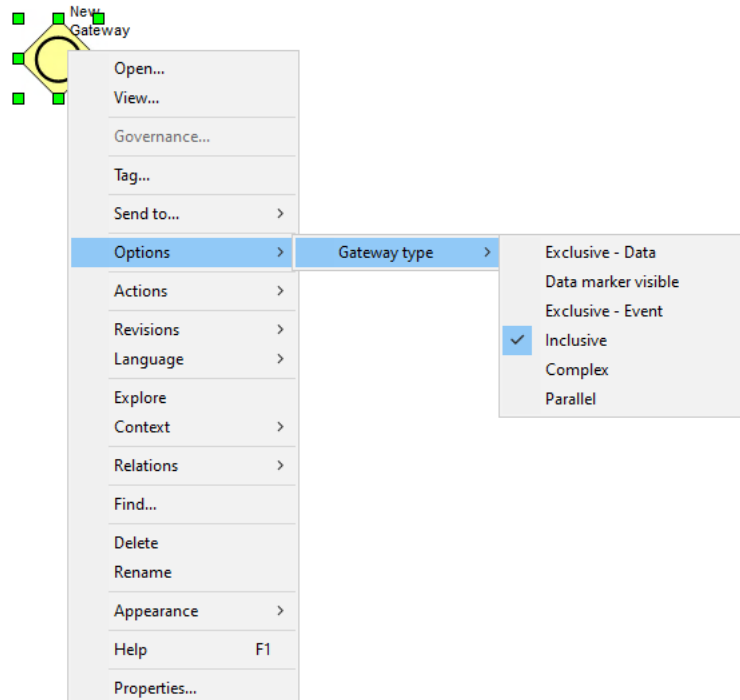 New
Gateway
Open...
View...
Governance...
Tag...
Send to...
Options
Gateway type
Exclusive - Data
Data marker visible
Exclusive - Event
Inclusive
Complex
Parallel
Actions
Revisions
Language
Explore
Context
Relations
Find...
Delete
Rename
Appearance
Help F1
Properties...